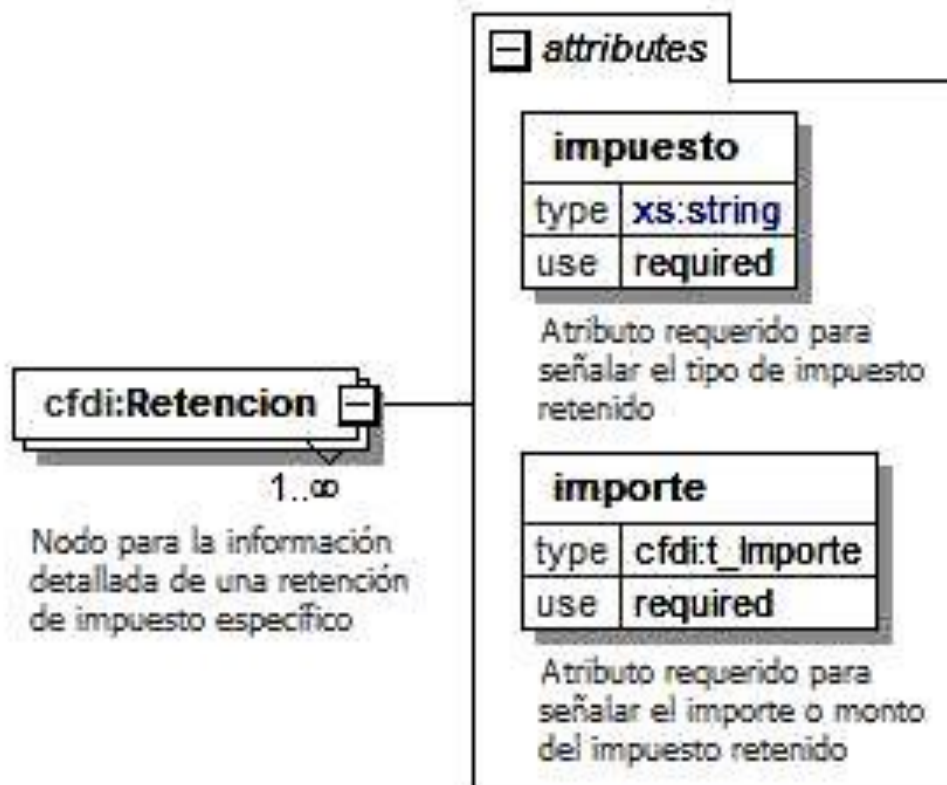 attributes
impuesto
type xs:string
use required
Atributo requerido para
señalar el tipo de impuesto
retenido
cfdi:Retencion
1..∞
Nodo para la información
detallada de una retención
de impuesto específico
importe
type cfdi:t_Importe
use required
Atributo requerido para
señalar el importe o monto
del impuesto retenido